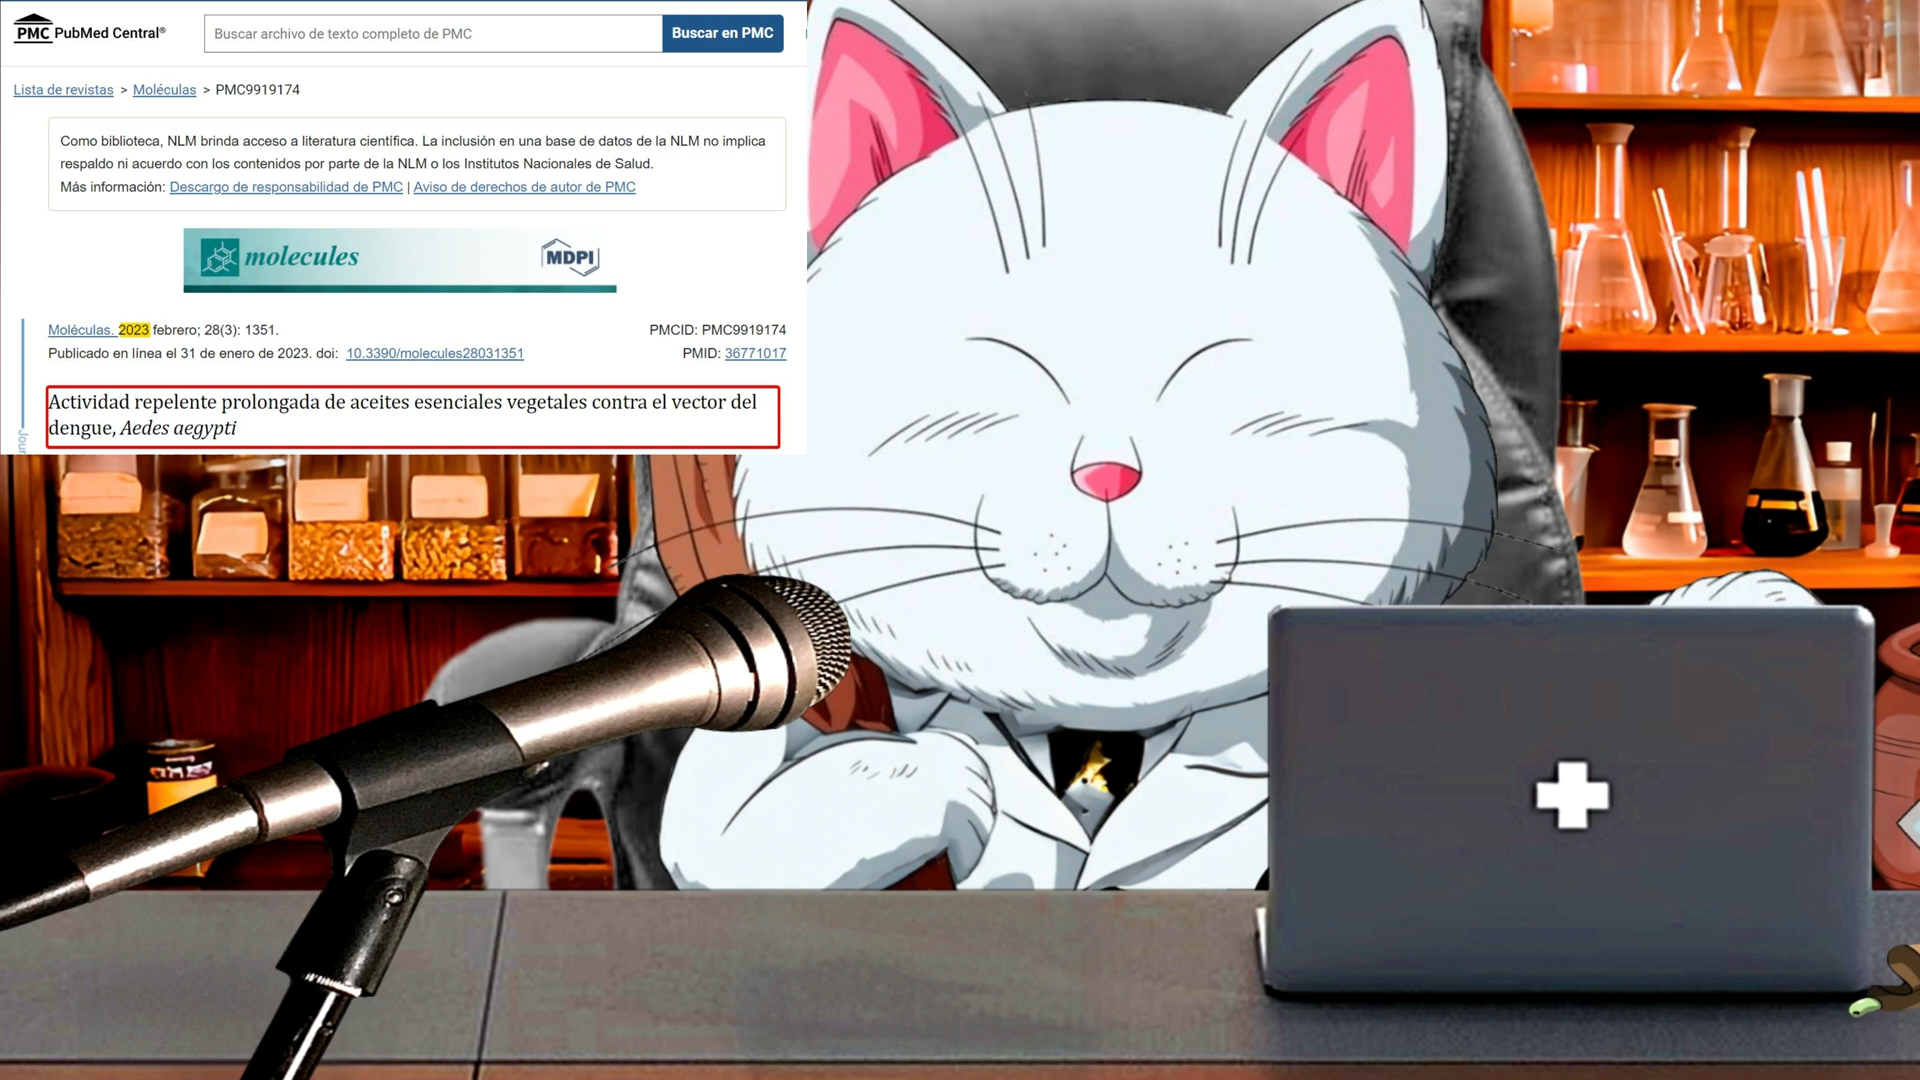 PMC PubMed Central®
Buscar archivo de texto completo de PMC
Buscar en PMC
Lista de revistas > Moléculas > PMC9919174
Como biblioteca, NLM brinda acceso a literatura científica. La inclusión en una base de datos de la NLM no implica
respaldo ni acuerdo con los contenidos por parte de la NLM o los Institutos Nacionales de Salud.
Más información: Descargo de responsabilidad de PMC | Aviso de derechos de autor de PMC
molecules
MDPI
Moléculas. 2023 febrero; 28(3): 1351.
PMCID: PMC9919174
Publicado en línea el 31 de enero de 2023. doi: 10.3390/molecules28031351
PMID: 36771017
Actividad repelente prolongada de aceites esenciales vegetales contra el vector del
dengue, Aedes aegypti